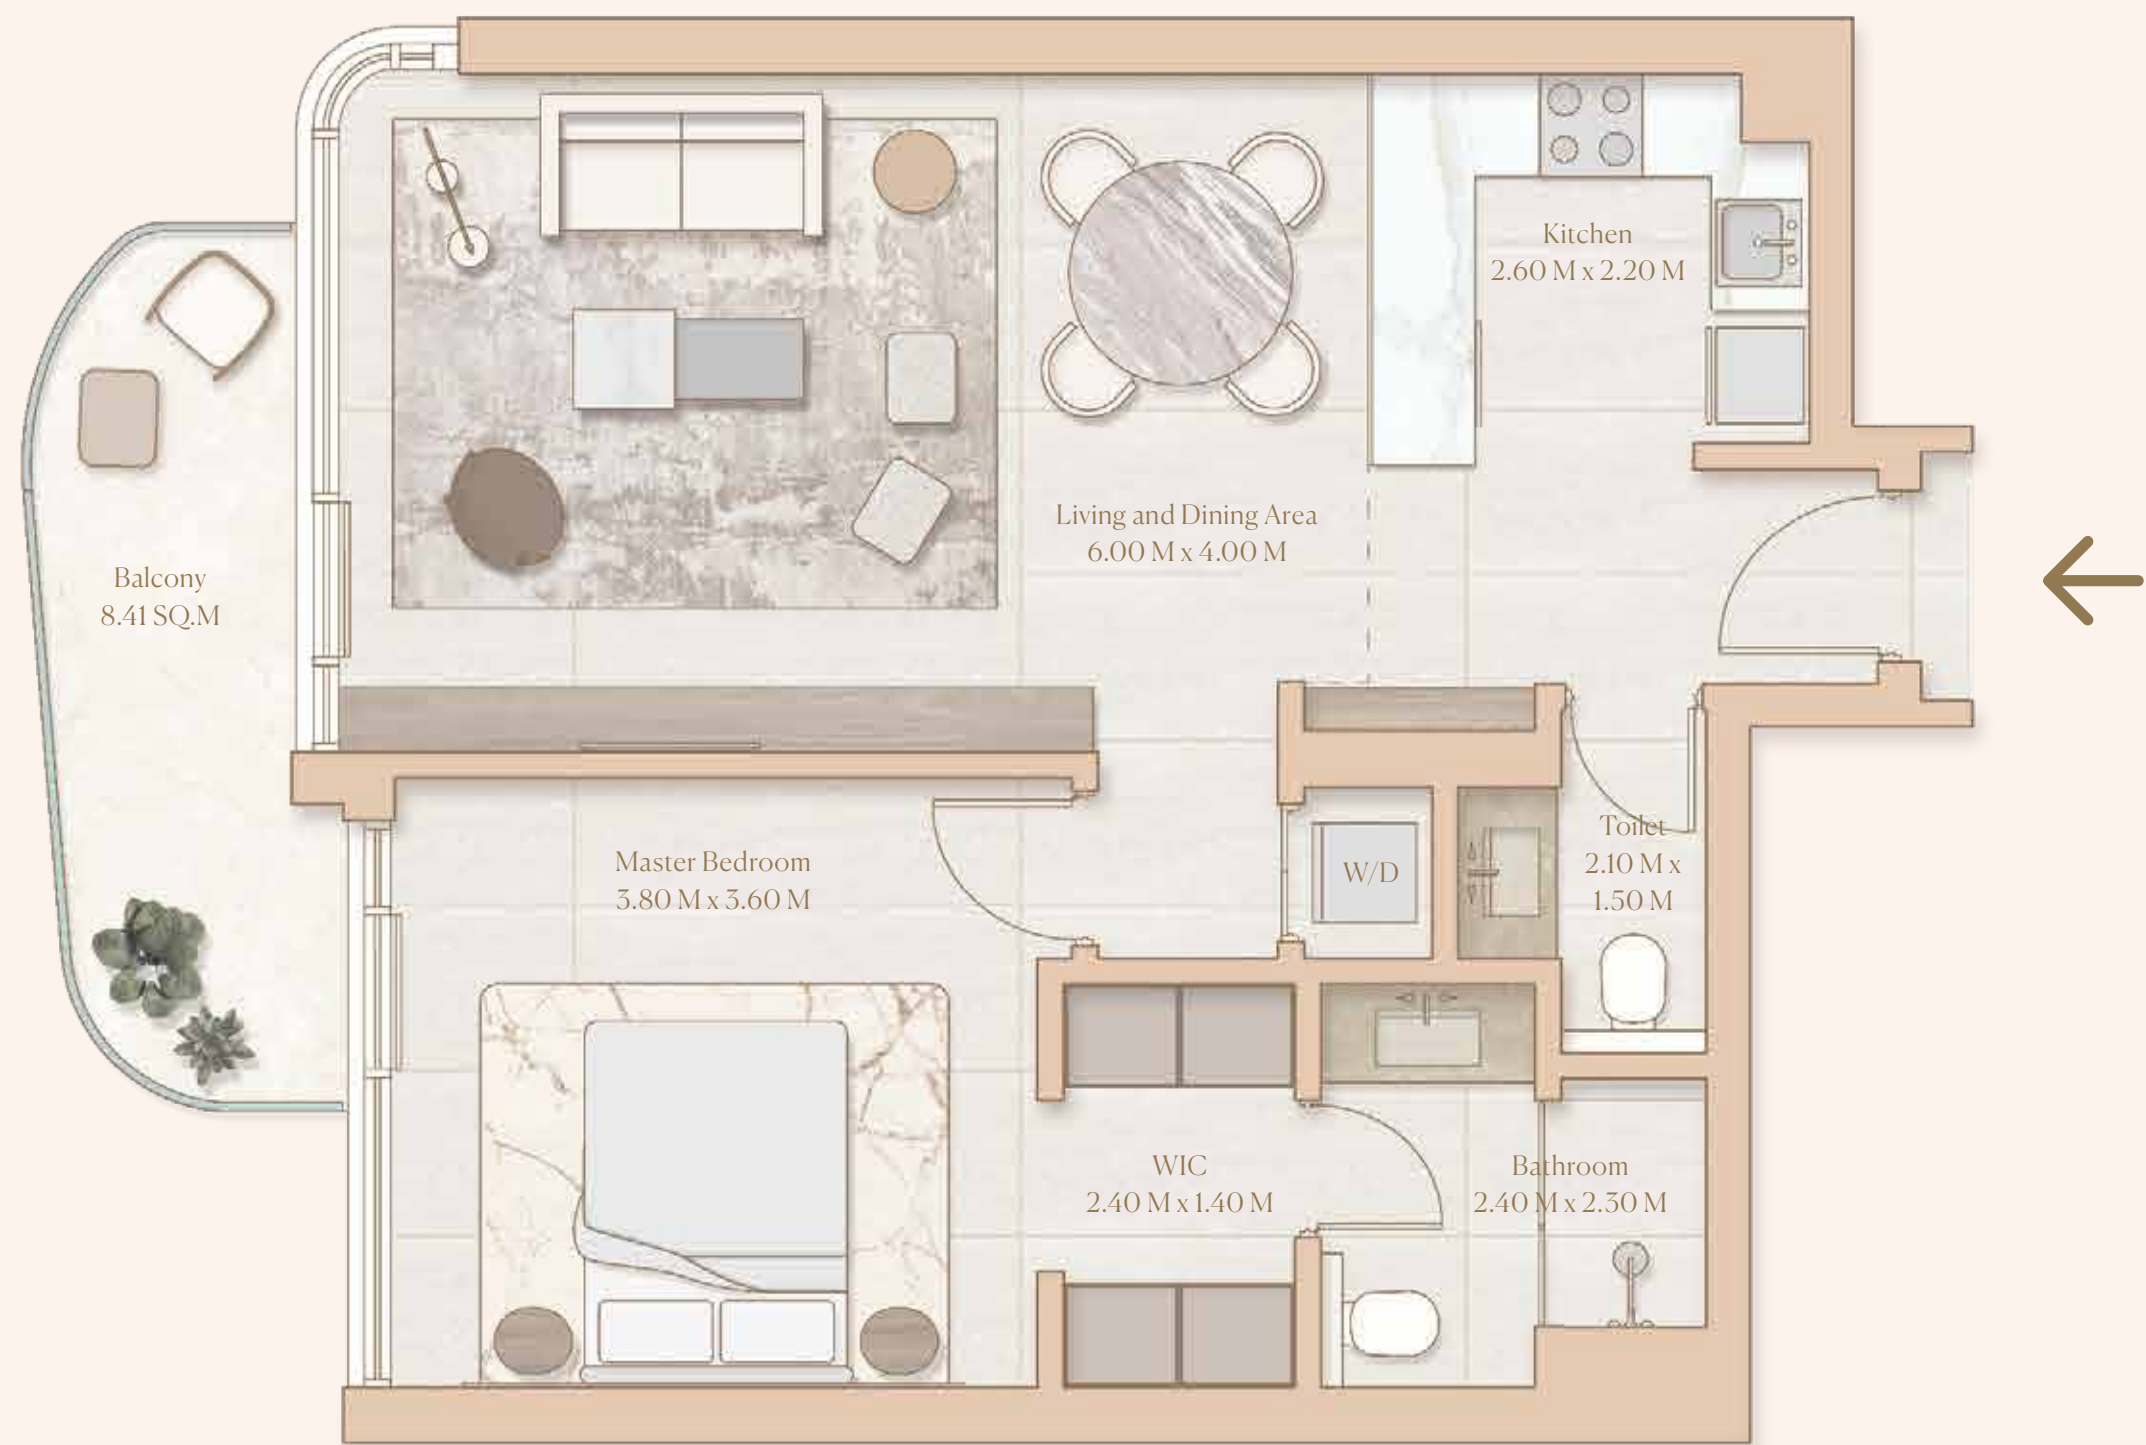 Kitchen
2.60 M x 2.20 M
Living and Dining Area
6.00 M x 4.00 M
Balcony
8.41 SQ.M
Master Bedroom
3.80 M x 3.60 M
W/D
Toilet
2.10 M x
1.50 M
WIC
2.40 M x 1.40 M
Bathroom
2.40 M x 2.30 M